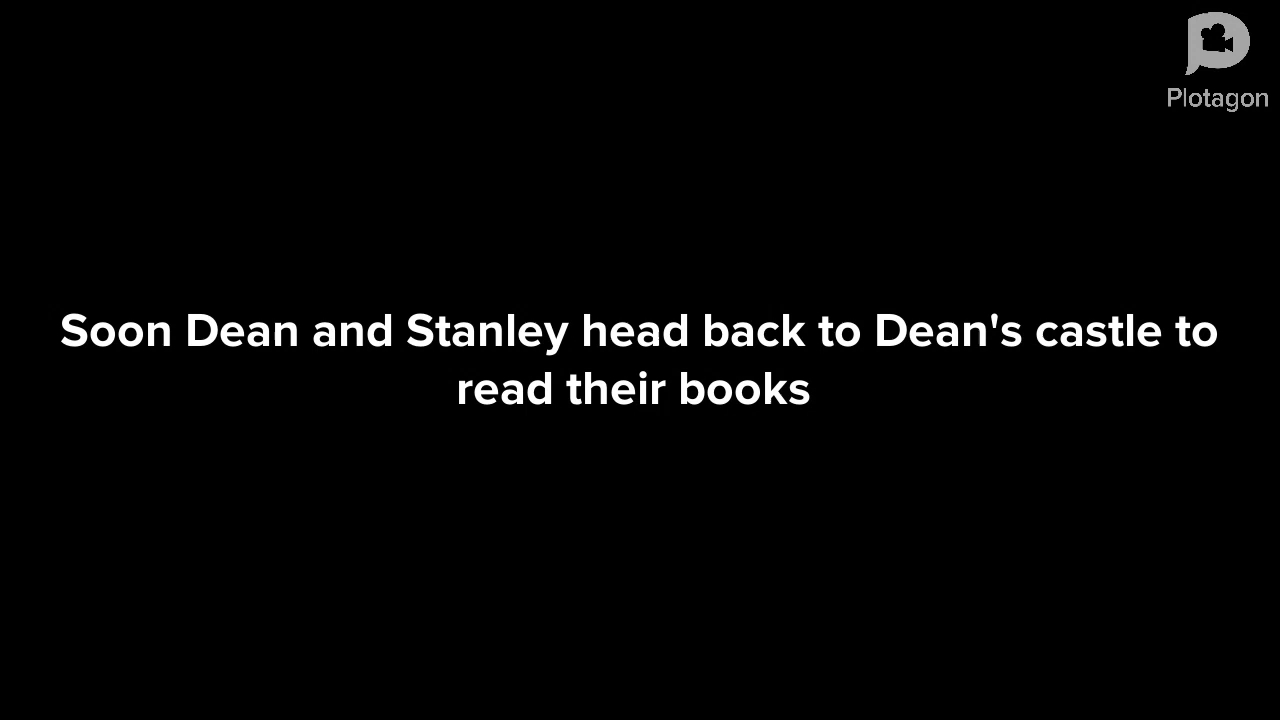 Plotagon
Soon Dean and Stanley head back to Dean's castle to
read their books